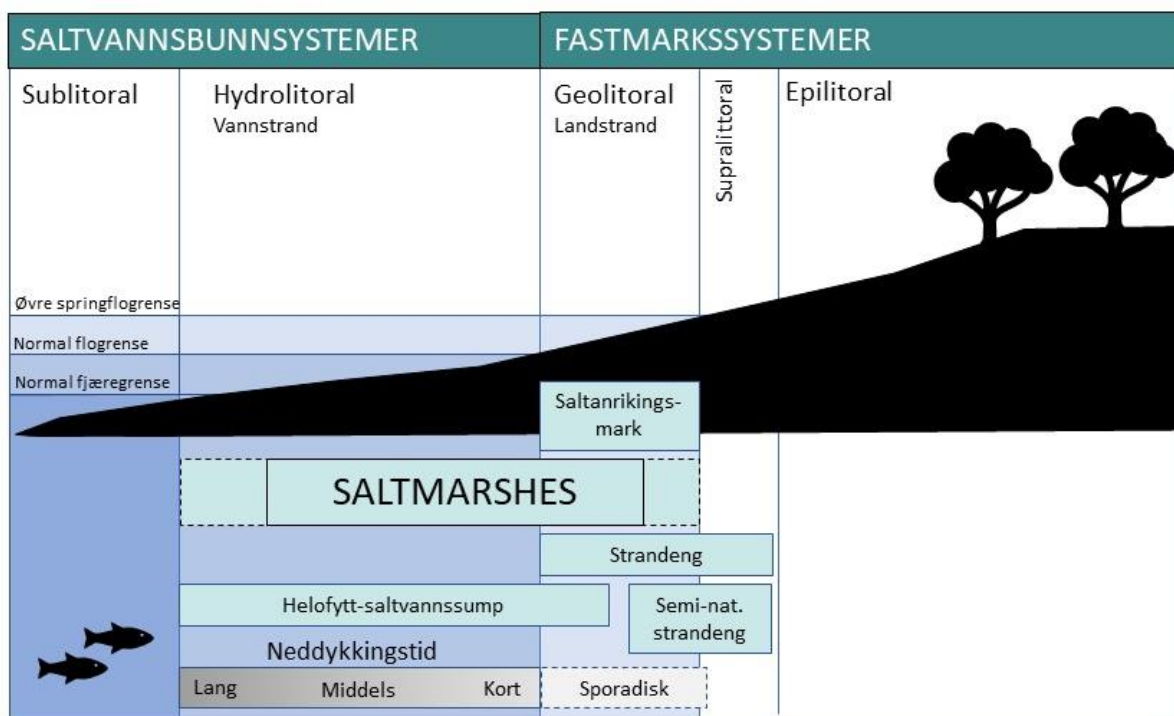 SALTVANNSBUNNSYSTEMER
FASTMARKSSYSTEMER
Sublitoral
Hydrolitoral
Vannstrand
Geolitoral
Landstrand
Supralittoral
Epilitoral
Øvre springflogrense
Normal flogrense
Normal fjæregrense
Saltanrikings-
mark
SALTMARSHES
Strandeng
Helofytt-saltvannssump
Semi-nat.
strandeng
Neddykkingstid
Lang
Middels
Kort
Sporadisk